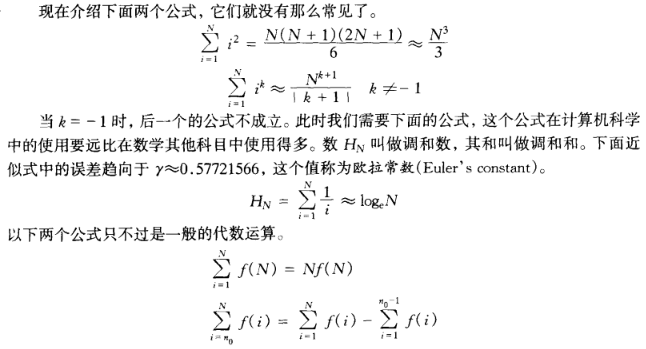 现在介绍下面两个公式，它们就没有那么常见了。
$$\sum_{i=1}^{N} i^2 = \frac{N(N+1)(2N+1)}{6} \approx \frac{N^3}{3}$$
$$\sum_{i=1}^{N} i^k \approx \frac{N^{k+1}}{|k+1|} \quad k \neq -1$$
当 k = -1 时，后一个的公式不成立。此时我们需要下面的公式，这个公式在计算机科学
中的使用要远比在数学其他科目中使用得多。数 $H_N$ 叫做调和数，其和叫做调和和。下面近
似式中的误差趋向于 γ≈0.57721566，这个值称为欧拉常数(Euler's constant)。
$$H_N = \sum_{i=1}^{N} \frac{1}{i} \approx \log_e N$$
以下两个公式只不过是一般的代数运算。
$$\sum_{i=1}^{N} f(N) = Nf(N)$$
$$\sum_{i=n_0}^{N} f(i) = \sum_{i=1}^{N} f(i) - \sum_{i=1}^{n_0-1} f(i)$$